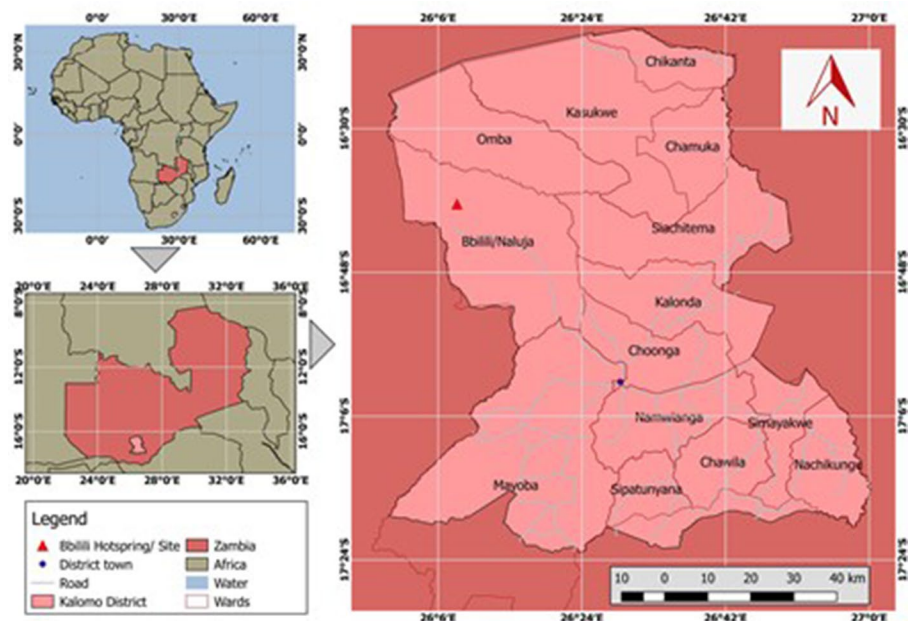 0°0' 30°0'E 60°0'E
30°0'N
0°0'
30°0'S
0°0' 30°0'E 60°0'E
20°0'E 24°0'E 28°0'E 32°0'E 36°0'E
8°0'S
12°0'S
16°0'S
8°0'S
12°0'S
16°0'S
20°0'E 24°0'E 28°0'E 32°0'E 36°0'E
Legend
Bbilili Hotspring/ Site
District town
Road
Kalomo District
Zambia
Africa
Water
Wards
26°6'E 26°24'E 26°42'E 27°0'E
16°30'S
16°48'S
17°6'S
17°24'S
N
Chikanta
Kasukwe
Omba
Chamuka
Siachitema
Bbilili/Naluja
Kalonda
Choonga
Namwianga
Simayakwe
Chawila
Nachikungu
Mayoba
Sipatunyana
16°30'S
16°48'S
17°6'S
17°24'S
10 0 10 20 30 40 km
26°6'E 26°24'E 26°42'E 27°0'E